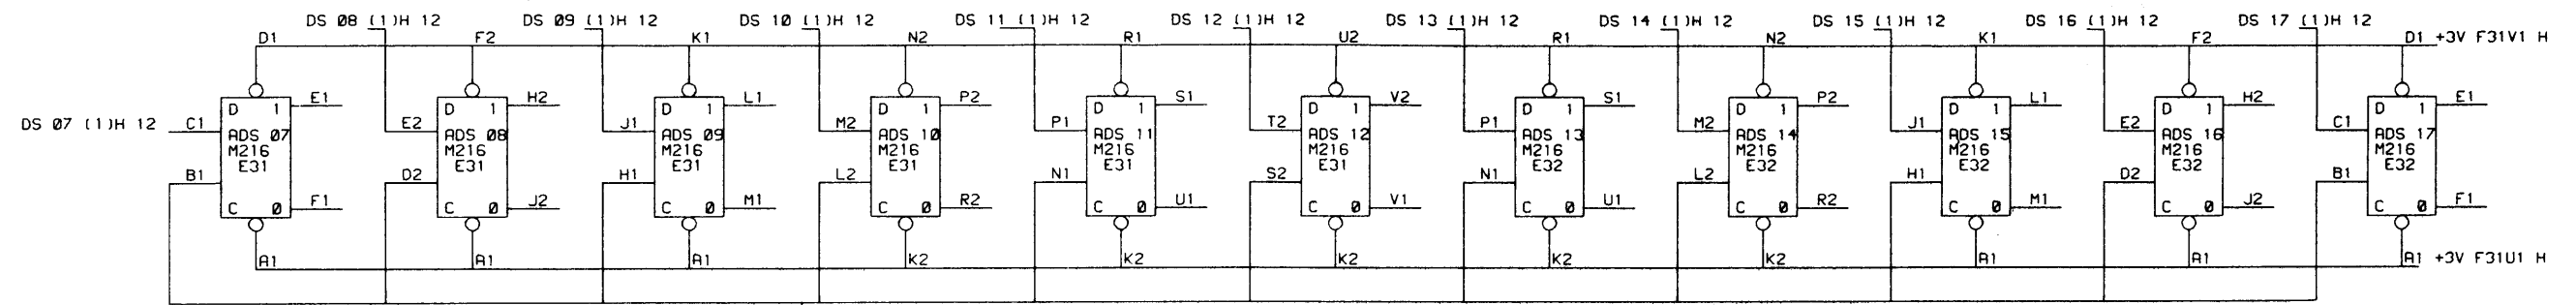 DS 08 (1)H 12 DS 09 (1)H 12 DS 10 (1)H 12 DS 11 (1)H 12 DS 12 (1)H 12 DS 13 (1)H 12 DS 14 (1)H 12 DS 15 (1)H 12 DS 16 (1)H 12 DS 17 (1)H 12
D1 F2 K1 N2 R1 U2 R1 N2 K1 F2 D1 +3V F31V1 H
D 1 E1 D 1 H2 D 1 L1 D 1 P2 D 1 S1 D 1 V2 D 1 S1 D 1 P2 D 1 L1 D 1 H2 D 1 E1
DS 07 (1)H 12 C1 ADS 07 E2 ADS 08 J1 ADS 09 M2 ADS 10 P1 ADS 11 T2 ADS 12 P1 ADS 13 M2 ADS 14 J1 ADS 15 E2 ADS 16 C1 ADS 17
M216 M216 M216 M216 M216 M216 M216 M216 M216 M216 M216
B1 E31 D2 E31 H1 E31 L2 E31 N1 E31 S2 E31 N1 E32 L2 E32 H1 E32 D2 E32 B1 E32
C 0 F1 C 0 J2 C 0 M1 C 0 R2 C 0 U1 C 0 V1 C 0 U1 C 0 R2 C 0 M1 C 0 J2 C 0 F1
A1 A1 A1 K2 K2 K2 K2 K2 A1 A1 A1 +3V F31U1 H